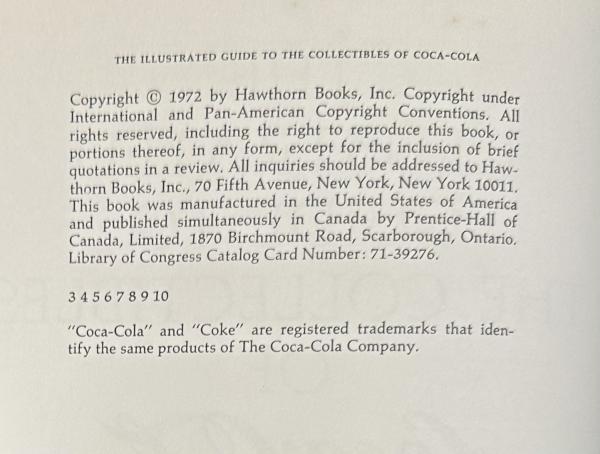 THE ILLUSTRATED GUIDE TO THE COLLECTIBLES OF COCA-COLA
Copyright © 1972 by Hawthorn Books, Inc. Copyright under
International and Pan-American Copyright Conventions. All
rights reserved, including the right to reproduce this book, or
portions thereof, in any form, except for the inclusion of brief
quotations in a review. All inquiries should be addressed to Haw-
thorn Books, Inc., 70 Fifth Avenue, New York, New York 10011.
This book was manufactured in the United States of America
and published simultaneously in Canada by Prentice-Hall of
Canada, Limited, 1870 Birchmount Road, Scarborough, Ontario.
Library of Congress Catalog Card Number: 71-39276.
3 4 5 6 7 8 9 10
"Coca-Cola" and "Coke" are registered trademarks that iden-
tify the same products of The Coca-Cola Company.